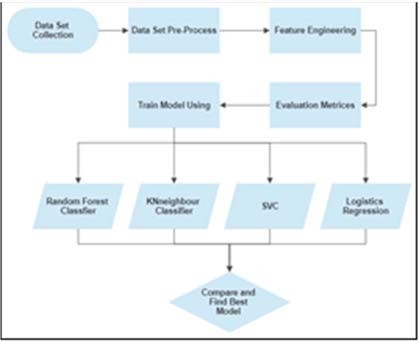 Data Set
Collection
Data Set Pre-Process
Feature Engineering
Train Model Using
Evaluation Metrices
Random Forest
Classfier
KNneighbour
Classifier
SVC
Logistics
Regression
Compare and
Find Best
Model